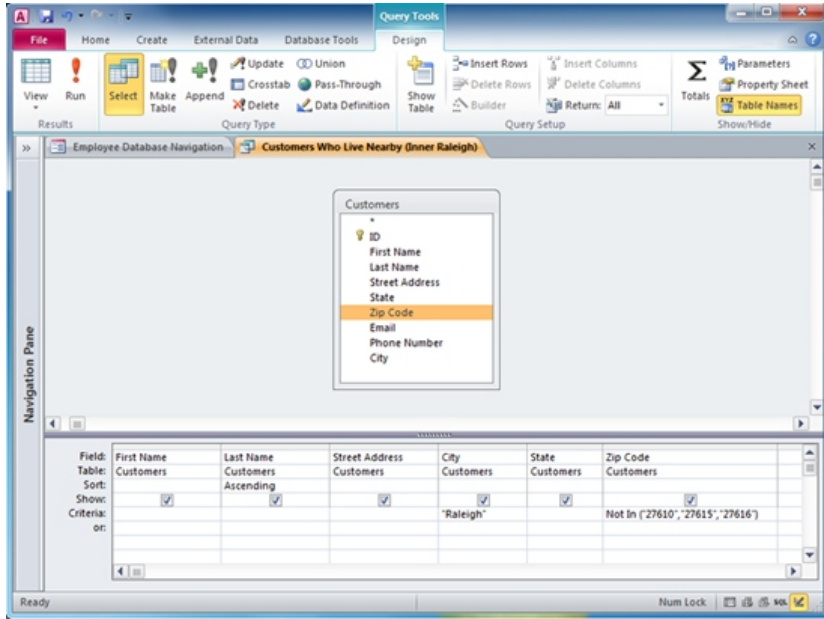 Query Tools
File Home Create External Data Database Tools Design
View Run Select Make Table Append Update Crosstab Delete Union Pass-Through Data Definition Show Table Insert Rows Delete Rows Builder Insert Columns Delete Columns Return: All Totals Parameters Property Sheet Table Names
Results Query Type Query Setup Show/Hide
Employee Database Navigation Customers Who Live Nearby (Inner Raleigh)
Navigation Pane
Customers
*
ID
First Name
Last Name
Street Address
State
Zip Code
Email
Phone Number
City
Field: First Name Last Name Street Address City State Zip Code
Table: Customers Customers Customers Customers Customers Customers
Sort: Ascending
Show:
Criteria: "Raleigh" Not In ("27610","27615","27616")
or:
Ready Num Lock SQL